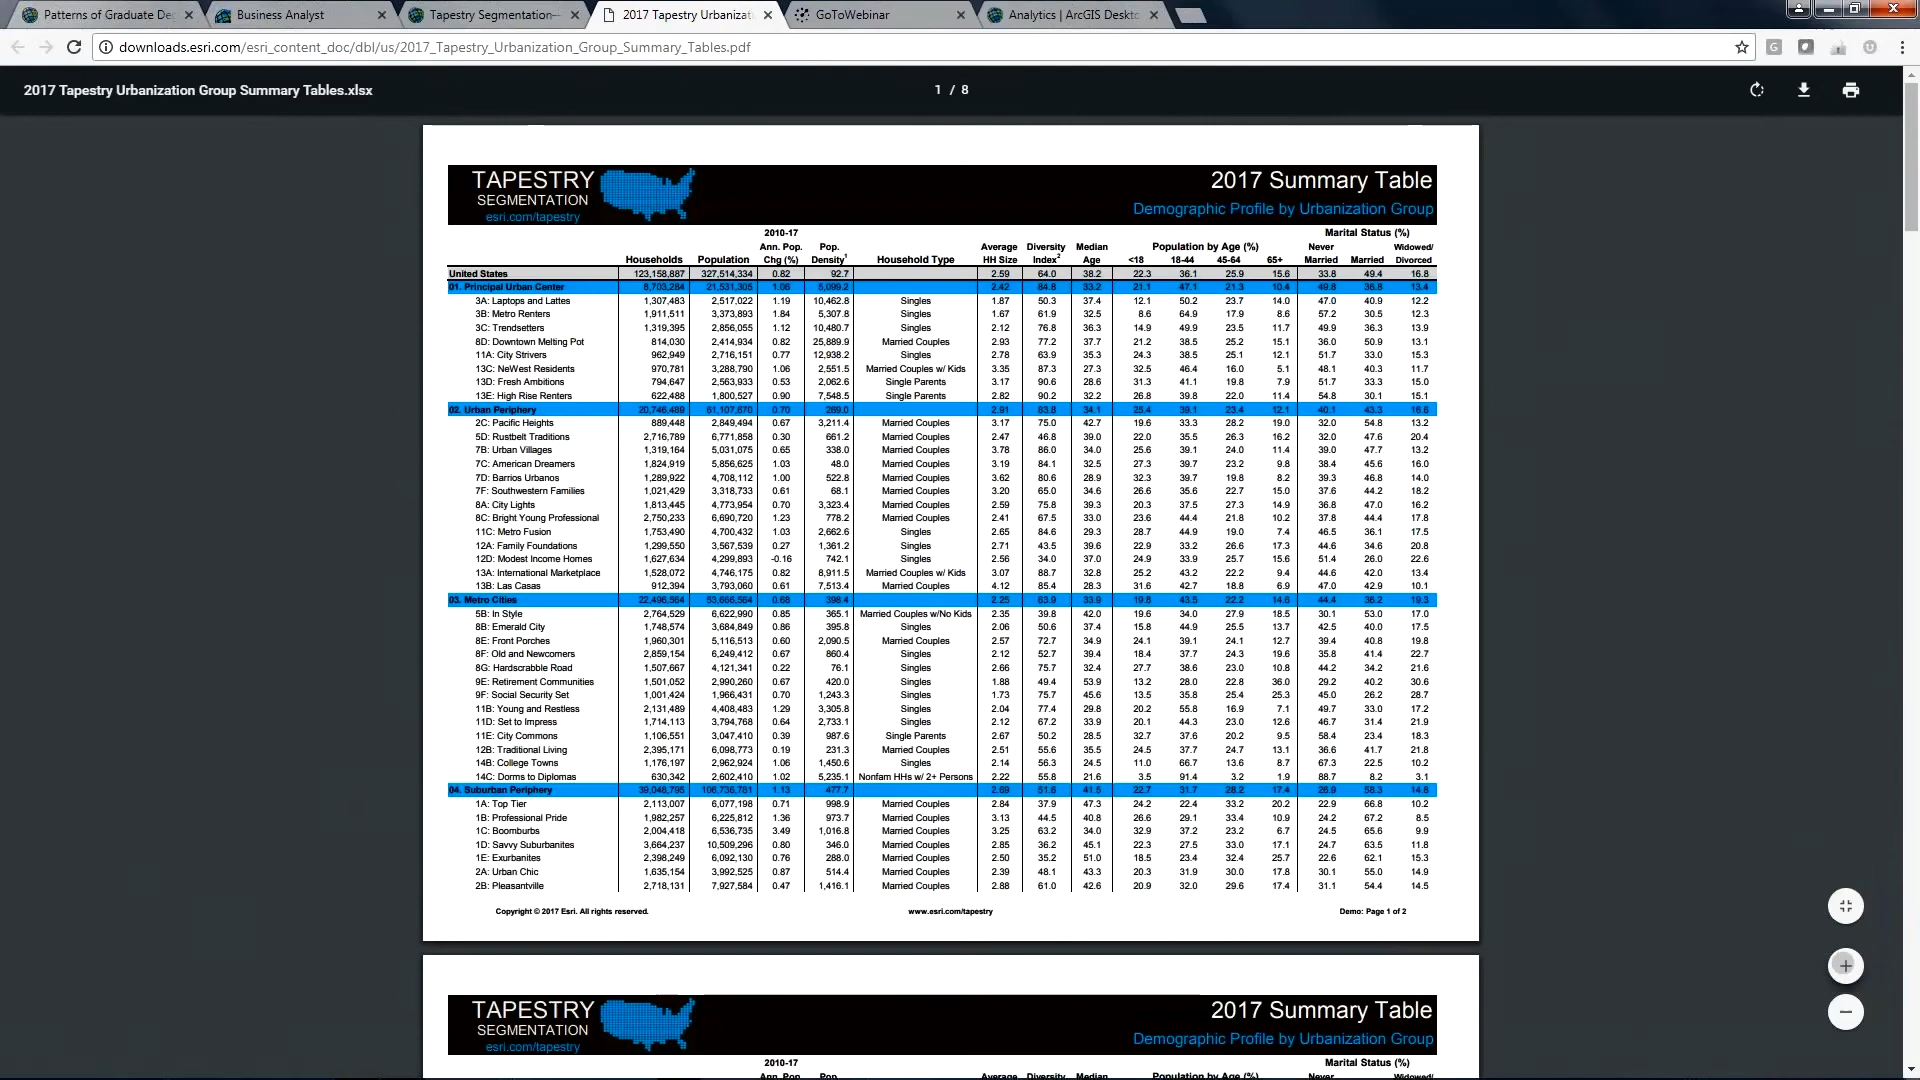 Patterns of Graduate De
Business Analyst
Tapestry Segmentation—
2017 Tapestry Urbanizat
GoToWebinar
Analytics | ArcGIS Deskto
downloads.esri.com/esri_content_doc/dbl/us/2017_Tapestry_Urbanization_Group_Summary_Tables.pdf
2017 Tapestry Urbanization Group Summary Tables.xlsx
1 / 8
TAPESTRY
SEGMENTATION
esri.com/tapestry
2017 Summary Table
Demographic Profile by Urbanization Group
2010-17 Marital Status (%)
Ann. Pop. Pop. Average Diversity Median Population by Age (%) Never Widowed/
Households Population Chg (%) Density1 Household Type HH Size Index2 Age <18 18-44 45-64 65+ Married Married Divorced
United States 123,158,887 327,514,334 0.82 92.7 2.59 64.0 38.2 22.3 36.1 25.9 15.6 33.8 49.4 16.8
01. Principal Urban Center 8,703,284 21,531,305 1.06 5,099.2 2.42 84.8 33.2 21.1 47.1 21.3 10.4 49.8 36.8 13.4
3A: Laptops and Lattes 1,307,483 2,517,022 1.19 10,462.8 Singles 1.87 50.3 37.4 12.1 50.2 23.7 14.0 47.0 40.9 12.2
3B: Metro Renters 1,911,511 3,373,893 1.84 5,307.8 Singles 1.67 61.9 32.5 8.6 64.9 17.9 8.6 57.2 30.5 12.3
3C: Trendsetters 1,319,395 2,856,055 1.12 10,480.7 Singles 2.12 76.8 36.3 14.9 49.9 23.5 11.7 49.9 36.3 13.9
8D: Downtown Melting Pot 814,030 2,414,934 0.82 25,889.9 Married Couples 2.93 77.2 37.7 21.2 38.5 25.2 15.1 36.0 50.9 13.1
11A: City Strivers 962,949 2,716,151 0.77 12,938.2 Singles 2.78 63.9 35.3 24.3 38.5 25.1 12.1 51.7 33.0 15.3
13C: NeWest Residents 970,781 3,288,790 1.06 2,551.5 Married Couples w/ Kids 3.35 87.3 27.3 32.5 46.4 16.0 5.1 48.1 40.3 11.7
13D: Fresh Ambitions 794,647 2,563,933 0.53 2,062.6 Single Parents 3.17 90.6 28.6 31.3 41.1 19.8 7.9 51.7 33.3 15.0
13E: High Rise Renters 622,488 1,800,527 0.90 7,548.5 Single Parents 2.82 90.2 32.2 26.8 39.8 22.0 11.4 54.8 30.1 15.1
02. Urban Periphery 20,746,489 61,107,670 0.70 269.0 2.91 83.8 34.1 25.4 39.1 23.4 12.1 40.1 43.3 16.6
2C: Pacific Heights 889,448 2,849,494 0.67 3,211.4 Married Couples 3.17 75.0 42.7 19.6 33.3 28.2 19.0 32.0 54.8 13.2
5D: Rustbelt Traditions 2,716,789 6,771,858 0.30 661.2 Married Couples 2.47 46.8 39.0 22.0 35.5 26.3 16.2 32.0 47.6 20.4
7B: Urban Villages 1,319,164 5,031,075 0.65 338.0 Married Couples 3.78 86.0 34.0 25.6 39.1 24.0 11.4 39.0 47.7 13.2
7C: American Dreamers 1,824,919 5,856,625 1.03 48.0 Married Couples 3.19 84.1 32.5 27.3 39.7 23.2 9.8 38.4 45.6 16.0
7D: Barrios Urbanos 1,289,922 4,708,112 1.00 522.8 Married Couples 3.62 80.6 28.9 32.3 39.7 19.8 8.2 39.3 46.8 14.0
7F: Southwestern Families 1,021,429 3,318,733 0.61 68.1 Married Couples 3.20 65.0 34.6 26.6 35.6 22.7 15.0 37.6 44.2 18.2
8A: City Lights 1,813,445 4,773,954 0.70 3,323.4 Married Couples 2.59 75.8 39.3 20.3 37.5 27.3 14.9 36.8 47.0 16.2
8C: Bright Young Professional 2,750,233 6,690,720 1.23 778.2 Married Couples 2.41 67.5 33.0 23.6 44.4 21.8 10.2 37.8 44.4 17.8
11C: Metro Fusion 1,753,490 4,700,432 1.03 2,662.6 Singles 2.65 84.6 29.3 28.7 44.9 19.0 7.4 46.5 36.1 17.5
12A: Family Foundations 1,299,550 3,567,539 0.27 1,361.2 Singles 2.71 43.5 39.6 22.9 33.2 26.6 17.3 44.6 34.6 20.8
12D: Modest Income Homes 1,627,634 4,299,893 -0.16 742.1 Singles 2.56 34.0 37.0 24.9 33.9 25.7 15.6 51.4 26.0 22.6
13A: International Marketplace 1,528,072 4,746,175 0.82 8,911.5 Married Couples w/ Kids 3.07 88.7 32.8 25.2 43.2 22.2 9.4 44.6 42.0 13.4
13B: Las Casas 912,394 3,793,060 0.61 7,513.4 Married Couples 4.12 85.4 28.3 31.6 42.7 18.8 6.9 47.0 42.9 10.1
03. Metro Cities 22,496,564 53,666,564 0.68 398.4 2.25 63.9 33.9 19.8 43.5 22.2 14.6 44.4 36.2 19.3
5B: In Style 2,764,529 6,622,990 0.85 365.1 Married Couples w/No Kids 2.35 39.8 42.0 19.6 34.0 27.9 18.5 30.1 53.0 17.0
8B: Emerald City 1,748,574 3,684,849 0.86 395.8 Singles 2.06 50.6 37.4 15.8 44.9 25.5 13.7 42.5 40.0 17.5
8E: Front Porches 1,960,301 5,116,513 0.60 2,090.5 Married Couples 2.57 72.7 34.9 24.1 39.1 24.1 12.7 39.4 40.8 19.8
8F: Old and Newcomers 2,859,154 6,249,412 0.67 860.4 Singles 2.12 52.7 39.4 18.4 37.7 24.3 19.6 35.8 41.4 22.7
8G: Hardscrabble Road 1,507,667 4,121,341 0.22 76.1 Singles 2.66 75.7 32.4 27.7 38.6 23.0 10.8 44.2 34.2 21.6
9E: Retirement Communities 1,501,052 2,990,260 0.67 420.0 Singles 1.88 49.4 53.9 13.2 28.0 22.8 36.0 29.2 40.2 30.6
9F: Social Security Set 1,001,424 1,966,431 0.70 1,243.3 Singles 1.73 75.7 45.6 13.5 35.8 25.4 25.3 45.0 26.2 28.7
11B: Young and Restless 2,131,489 4,408,483 1.29 3,305.8 Singles 2.04 77.4 29.8 20.2 55.8 16.9 7.1 49.7 33.0 17.2
11D: Set to Impress 1,714,113 3,794,768 0.64 2,733.1 Singles 2.12 67.2 33.9 20.1 44.3 23.0 12.6 46.7 31.4 21.9
11E: City Commons 1,106,551 3,047,410 0.39 987.6 Single Parents 2.67 50.2 28.5 32.7 37.6 20.2 9.5 58.4 23.4 18.3
12B: Traditional Living 2,395,171 6,098,773 0.19 231.3 Married Couples 2.51 55.6 35.5 24.5 37.7 24.7 13.1 36.6 41.7 21.8
14B: College Towns 1,176,197 2,962,924 1.06 1,450.6 Singles 2.14 56.3 24.5 11.0 66.7 13.6 8.7 67.3 22.5 10.2
14C: Dorms to Diplomas 630,342 2,602,410 1.02 5,235.1 Nonfam HHs w/ 2+ Persons 2.22 55.8 21.6 3.5 91.4 3.2 1.9 88.7 8.2 3.1
04. Suburban Periphery 39,048,795 106,736,781 1.13 477.7 2.69 51.6 41.5 22.7 31.7 28.2 17.4 26.9 58.3 14.8
1A: Top Tier 2,113,007 6,077,198 0.71 998.9 Married Couples 2.84 37.9 47.3 24.2 22.4 33.2 20.2 22.9 66.8 10.2
1B: Professional Pride 1,982,257 6,225,812 1.36 973.7 Married Couples 3.13 44.5 40.8 26.6 29.1 33.4 10.9 24.2 67.2 8.5
1C: Boomburbs 2,004,418 6,536,735 3.49 1,016.8 Married Couples 3.25 63.2 34.0 32.9 37.2 23.2 6.7 24.5 65.6 9.9
1D: Savvy Suburbanites 3,664,237 10,509,296 0.80 346.0 Married Couples 2.85 36.2 45.1 22.3 27.5 33.0 17.1 24.7 63.5 11.8
1E: Exurbanites 2,398,249 6,092,130 0.76 288.0 Married Couples 2.50 35.2 51.0 18.5 23.4 32.4 25.7 22.6 62.1 15.3
2A: Urban Chic 1,635,154 3,992,525 0.87 514.4 Married Couples 2.39 48.1 43.3 20.3 31.9 30.0 17.8 30.1 55.0 14.9
2B: Pleasantville 2,718,131 7,927,584 0.47 1,416.1 Married Couples 2.88 61.0 42.6 20.9 32.0 29.6 17.4 31.1 54.4 14.5
Copyright © 2017 Esri. All rights reserved. www.esri.com/tapestry Demo: Page 1 of 2
TAPESTRY
SEGMENTATION
esri.com/tapestry
2017 Summary Table
Demographic Profile by Urbanization Group
2010-17 Marital Status (%)
Ann. Pop. Pop. Average Diversity Median Population by Age (%) Never Widowed/